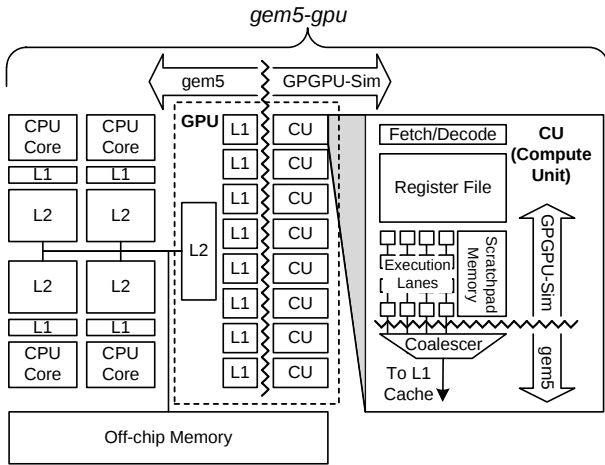 gem5-gpu
gem5
GPGPU-Sim
CPU
Core
CPU
Core
L1
L1
L2
L2
L2
L2
L1
L1
CPU
Core
CPU
Core
GPU
L2
L1
CU
L1
CU
L1
CU
L1
CU
L1
CU
L1
CU
L1
CU
L1
CU
Off-chip Memory
Fetch/Decode
CU
(Compute
Unit)
Register File
Execution
Lanes
Scratchpad
Memory
GPGPU-Sim
Coalescer
gem5
To L1
Cache